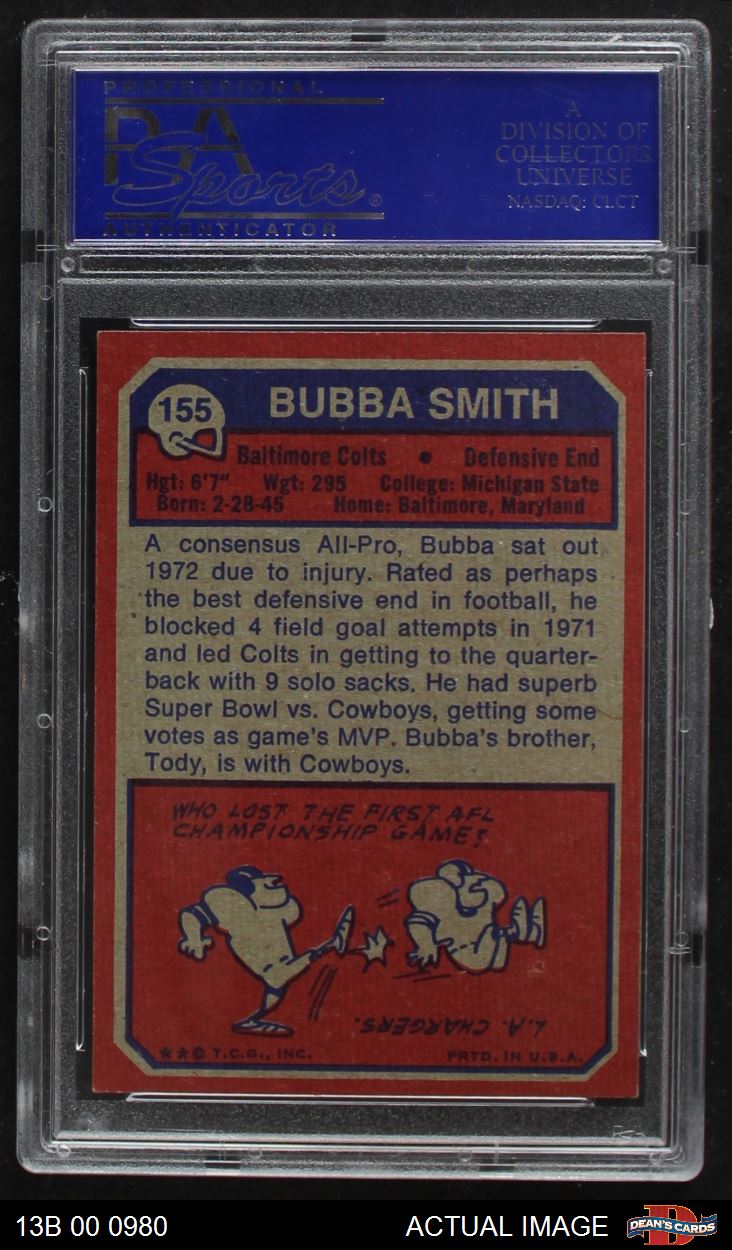 PROFESSIONAL
PSA
Sports®
AUTHENTICATOR
A
DIVISION OF
COLLECTORS
UNIVERSE
NASDAQ: CLCT
155
BUBBA SMITH
Baltimore Colts • Defensive End
Hgt: 6'7" Wgt: 295 College: Michigan State
Born: 2-28-45 Home: Baltimore, Maryland
A consensus All-Pro, Bubba sat out
1972 due to injury. Rated as perhaps
the best defensive end in football, he
blocked 4 field goal attempts in 1971
and led Colts in getting to the quarter-
back with 9 solo sacks. He had superb
Super Bowl vs. Cowboys, getting some
votes as game's MVP. Bubba's brother,
Tody, is with Cowboys.
WHO LOST THE FIRST AFL
CHAMPIONSHIP GAME?
L.A. CHARGERS.
**© T.C.G., INC. PRTD. IN U.S.A.
13B 00 0980
ACTUAL IMAGE
DEAN'S CARDS